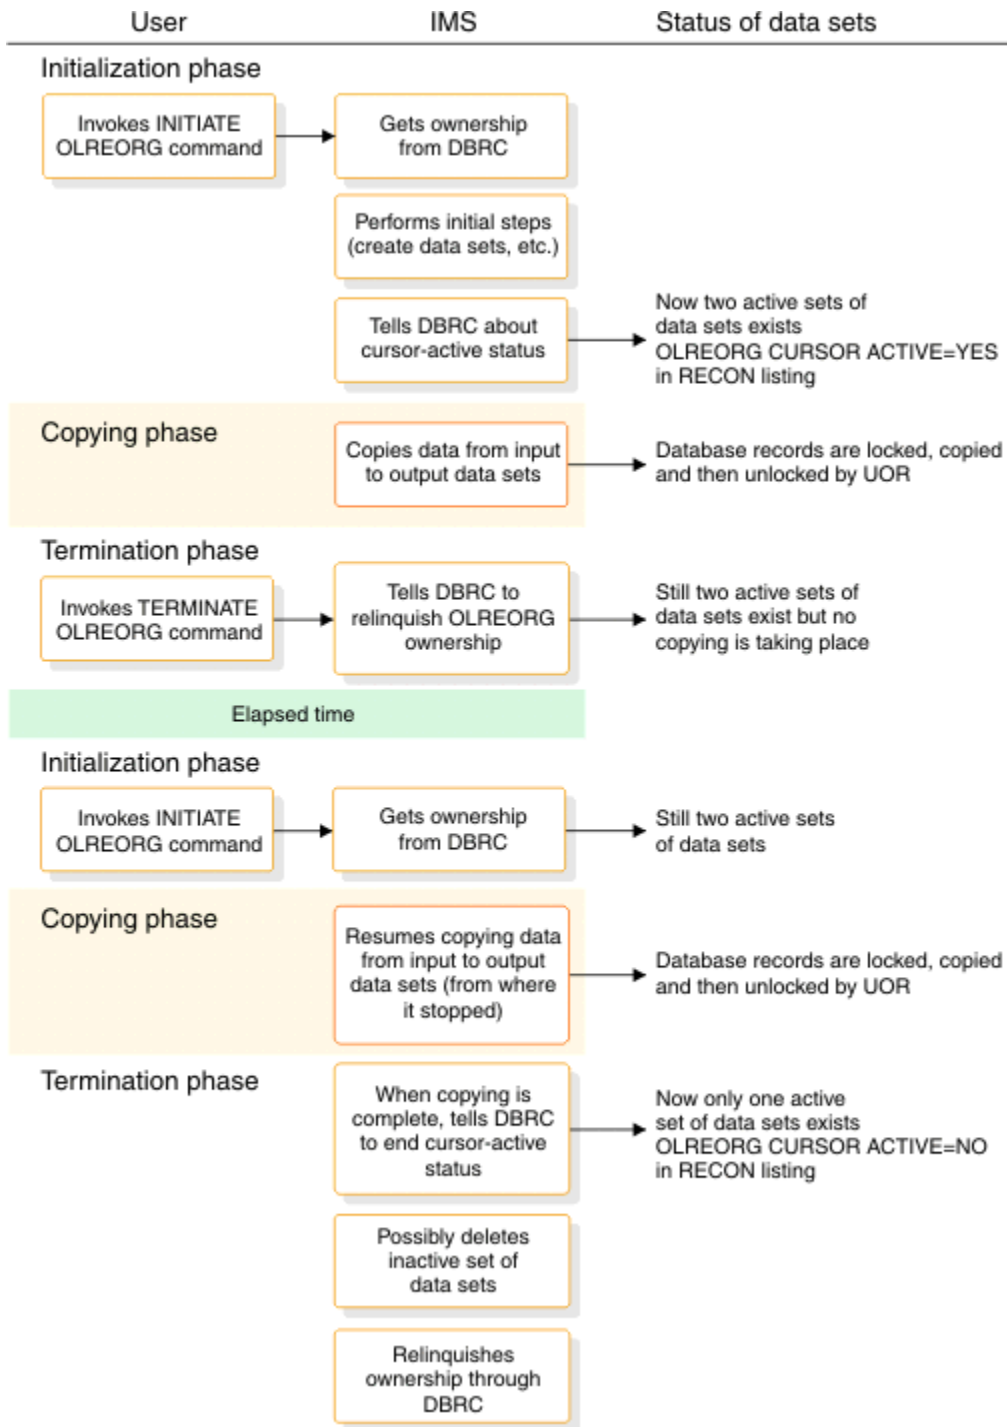 User
IMS
Status of data sets
Initialization phase
Invokes INITIATE
OLREORG command
Gets ownership
from DBRC
Performs initial steps
(create data sets, etc.)
Tells DBRC about
cursor-active status
Now two active sets of
data sets exists
OLREORG CURSOR ACTIVE=YES
in RECON listing
Copying phase
Copies data from input
to output data sets
Database records are locked, copied
and then unlocked by UOR
Termination phase
Invokes TERMINATE
OLREORG command
Tells DBRC to
relinquish OLREORG
ownership
Still two active sets of
data sets exist but no
copying is taking place
Elapsed time
Initialization phase
Invokes INITIATE
OLREORG command
Gets ownership
from DBRC
Still two active sets
of data sets
Copying phase
Resumes copying data
from input to output
data sets (from where
it stopped)
Database records are locked, copied
and then unlocked by UOR
Termination phase
When copying is
complete, tells DBRC
to end cursor-active
status
Now only one active
set of data sets exists
OLREORG CURSOR ACTIVE=NO
in RECON listing
Possibly deletes
inactive set of
data sets
Relinquishes
ownership through
DBRC